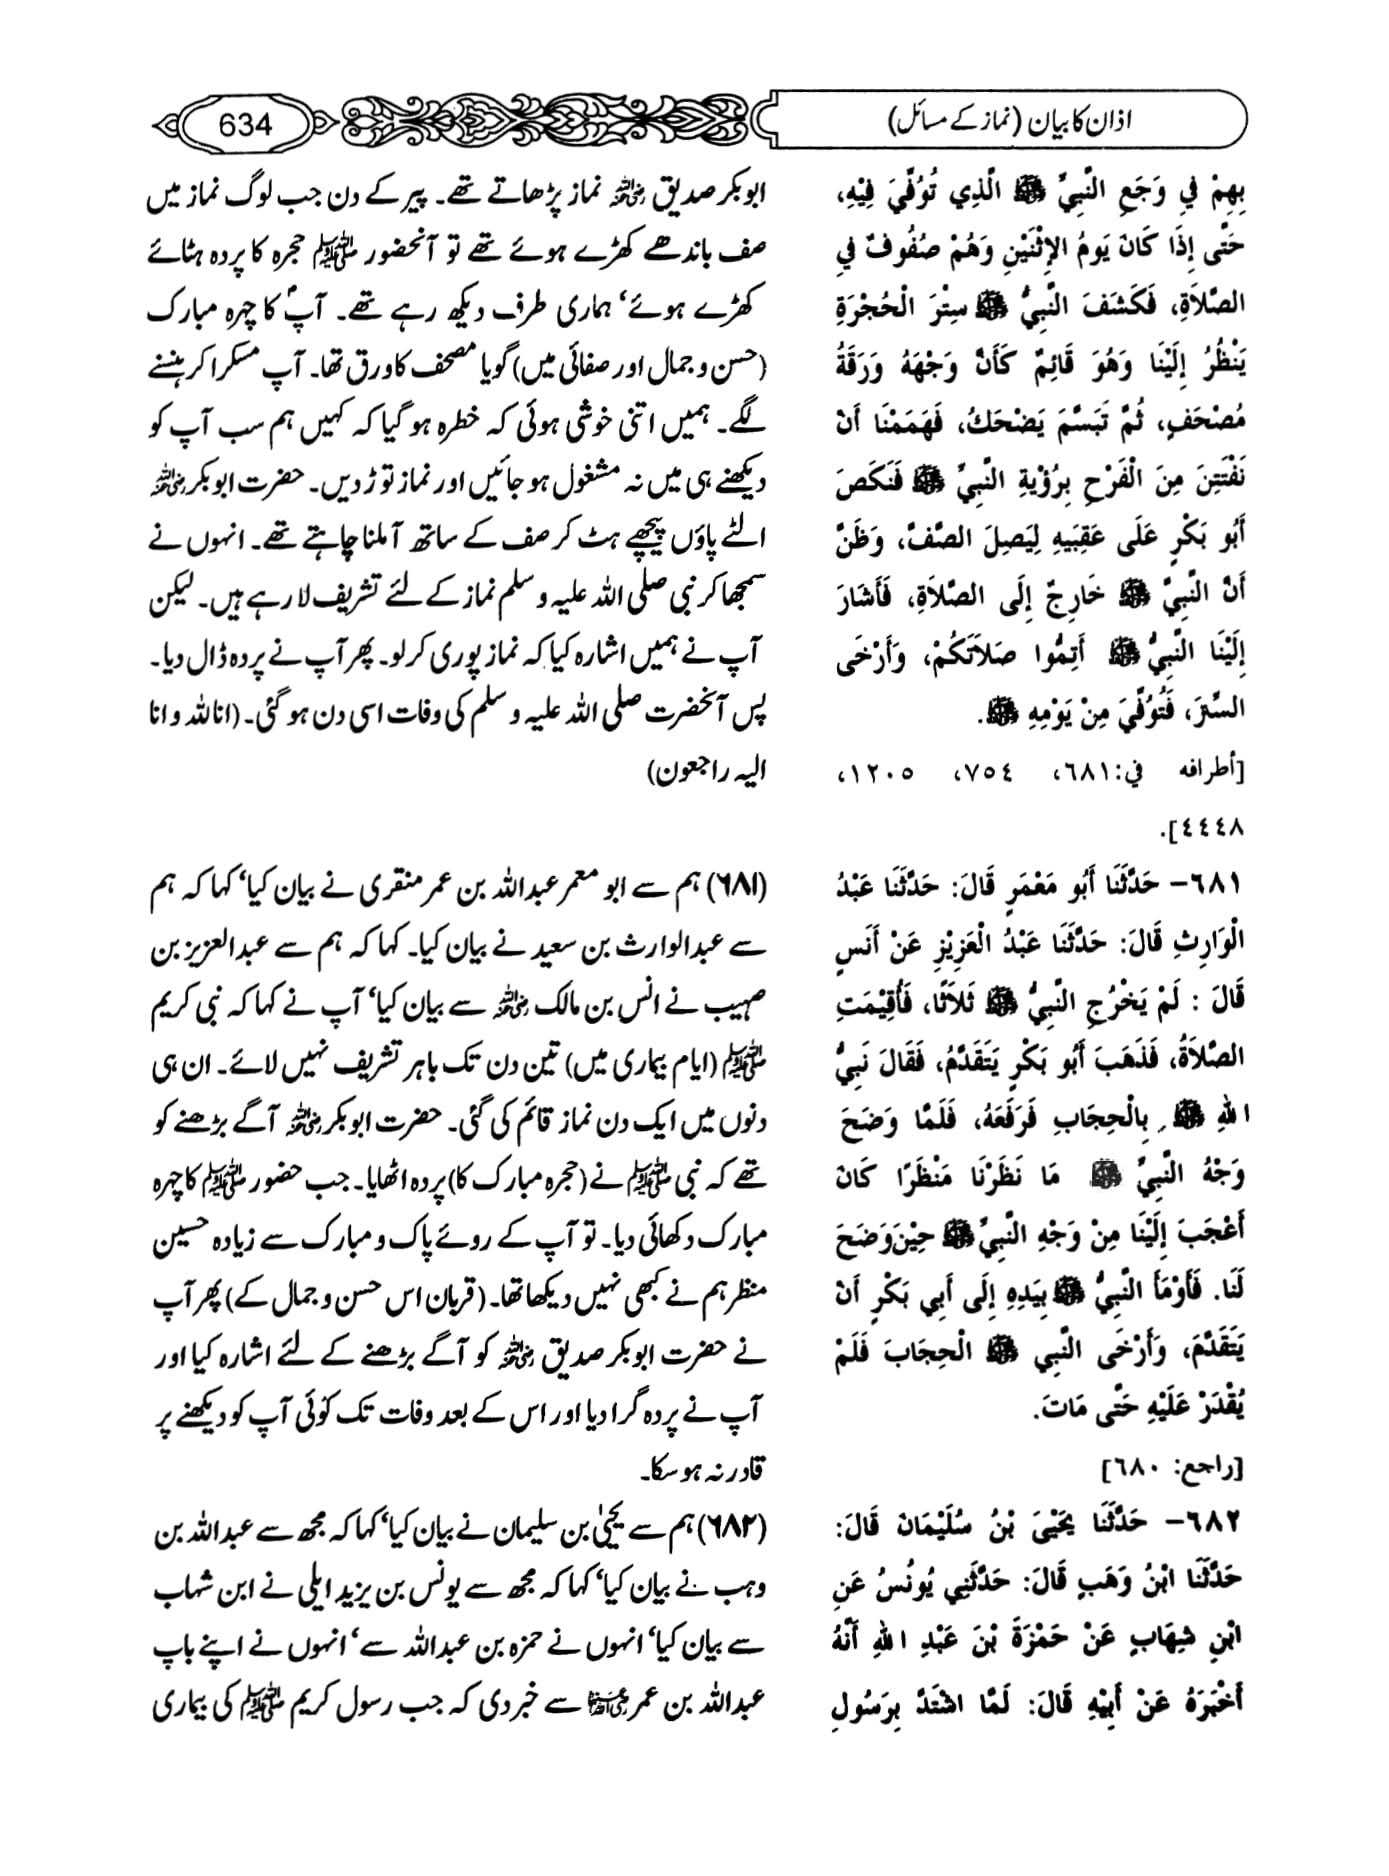 اذان کا بیان (نماز کے مسائل)
634
بِهِمْ فِي وَجَعِ النَّبِيِّ ﷺ الَّذِي تُوُفِّيَ فِيْهِ،
حَتَّى إِذَا كَانَ يَومُ الإِثْنَيْنِ وَهُمْ صُفُوفٌ فِي
الصَّلاَةِ، فَكَشَفَ النَّبِيُّ ﷺ سِتْرَ الْحُجْرَةِ
يَنْظُرُ إِلَيْنَا وَهُوَ قَائِمٌ كَأَنَّ وَجْهَهُ وَرَقَةُ
مُصْحَفٍ، ثُمَّ تَبَسَّمَ يَضْحَكُ، فَهَمَمْنَا أَنْ
نَفْتَتِنَ مِنَ الْفَرْحِ بِرُؤْيَةِ النَّبِيِّ ﷺ فَنَكَصَ
أَبُو بَكْرٍ عَلَى عَقِبَيهِ لِيَصِلَ الصَّفَّ، وَظَنَّ
أَنَّ النَّبِيَّ ﷺ خَارِجٌ إِلَى الصَّلاَةِ، فَأَشَارَ
إِلَيْنَا النَّبِيُّ ﷺ أَتِمُّوا صَلاَتَكُمْ، وَأَرْخَى
السِّتْرَ، فَتُوُفِّيَ مِنْ يَوْمِهِ ﷺ.
[أطرافه في: ٦٨١، ٧٥٤، ١٢٠٥،
٤٤٤٨].
٦٨١- حَدَّثَنَا أَبُو مَعْمَرٍ قَالَ: حَدَّثَنَا عَبْدُ
الْوَارِثِ قَالَ: حَدَّثَنَا عَبْدُ الْعَزِيْزِ عَنْ أَنَسٍ
قَالَ : لَمْ يَخْرُجِ النَّبِيُّ ﷺ ثَلاَثًا، فَأُقِيْمَتِ
الصَّلاَةُ، فَذَهَبَ أَبُو بَكْرٍ يَتَقَدَّمُ، فَقَالَ نَبِيُّ
اللهِ ﷺ بِالْحِجَابِ فَرَفَعَهُ، فَلَمَّا وَضَحَ
وَجْهُ النَّبِيِّ ﷺ مَا نَظَرْنَا مَنْظَرًا كَانَ
أَعْجَبَ إِلَيْنَا مِنْ وَجْهِ النَّبِيِّ ﷺ حِيْنَ وَضَحَ
لَنَا. فَأَوْمَأَ النَّبِيُّ ﷺ بِيَدِهِ إِلَى أَبِي بَكْرٍ أَنْ
يَتَقَدَّمَ، وَأَرْخَى النَّبِي ﷺ الْحِجَابَ فَلَمْ
يُقْدَرْ عَلَيْهِ حَتَّى مَاتَ.
[راجع: ٦٨٠]
٦٨٢- حَدَّثَنَا يَحْيَى بْنُ سُلَيْمَانَ قَالَ:
حَدَّثَنَا ابْنُ وَهَبٍ قَالَ: حَدَّثَنِي يُونُسُ عَنِ
ابْنِ شِهَابٍ عَنْ حَمْزَةَ بْنَ عَبْدِ اللهِ أَنَّهُ
أَخْبَرَهُ عَنْ أَبِيْهِ قَالَ: لَمَّا اشْتَدَّ بِرَسُولِ
ابوبکر صدیق رضی اللہ عنہ نماز پڑھاتے تھے۔ پیر کے دن جب لوگ نماز میں
صف باندھے کھڑے ہوئے تھے تو آنحضور ﷺ حجرہ کا پردہ ہٹائے
کھڑے ہوئے‘ ہماری طرف دیکھ رہے تھے۔ آپؐ کا چہرہ مبارک
(حسن و جمال اور صفائی میں) گویا مصحف کا ورق تھا۔ آپ مسکرا کر ہنسنے
لگے۔ ہمیں اتنی خوشی ہوئی کہ خطرہ ہو گیا کہ کہیں ہم سب آپ کو
دیکھنے ہی میں نہ مشغول ہو جائیں اور نماز توڑ دیں۔ حضرت ابوبکر رضی اللہ عنہ
الٹے پاؤں پیچھے ہٹ کر صف کے ساتھ آ ملنا چاہتے تھے۔ انہوں نے
سمجھا کر نبی صلی اللہ علیہ و سلم نماز کے لئے تشریف لا رہے ہیں۔ لیکن
آپ نے ہمیں اشارہ کیا کہ نماز پوری کر لو۔ پھر آپ نے پردہ ڈال دیا۔
پس آنحضرت صلی اللہ علیہ و سلم کی وفات اسی دن ہو گئی۔ (انا للہ و انا
الیہ راجعون)
(۶۸۱) ہم سے ابو معمر عبداللہ بن عمر منقری نے بیان کیا‘ کہا کہ ہم
سے عبدالوارث بن سعید نے بیان کیا۔ کہا کہ ہم سے عبدالعزیز بن
صہیب نے انس بن مالک رضی اللہ عنہ سے بیان کیا‘ آپ نے کہا کہ نبی کریم
ﷺ (ایام بیماری میں) تین دن تک باہر تشریف نہیں لائے۔ ان ہی
دنوں میں ایک دن نماز قائم کی گئی۔ حضرت ابوبکر رضی اللہ عنہ آگے بڑھنے کو
تھے کہ نبی ﷺ نے (حجرہ مبارک کا) پردہ اٹھایا۔ جب حضور ﷺ کا چہرہ
مبارک دکھائی دیا۔ تو آپ کے روئے پاک و مبارک سے زیادہ حسین
منظر ہم نے کبھی نہیں دیکھا تھا۔ (قربان اس حسن و جمال کے) پھر آپ
نے حضرت ابوبکر صدیق رضی اللہ عنہ کو آگے بڑھنے کے لئے اشارہ کیا اور
آپ نے پردہ گرا دیا اور اس کے بعد وفات تک کوئی آپ کو دیکھنے پر
قادر نہ ہو سکا۔
(۶۸۲) ہم سے یحییٰ بن سلیمان نے بیان کیا‘ کہا کہ مجھ سے عبداللہ بن
وہب نے بیان کیا‘ کہا کہ مجھ سے یونس بن یزید ایلی نے ابن شہاب
سے بیان کیا‘ انہوں نے حمزہ بن عبداللہ سے‘ انہوں نے اپنے باپ
عبداللہ بن عمر رضی اللہ عنہما سے خبر دی کہ جب رسول کریم ﷺ کی بیماری